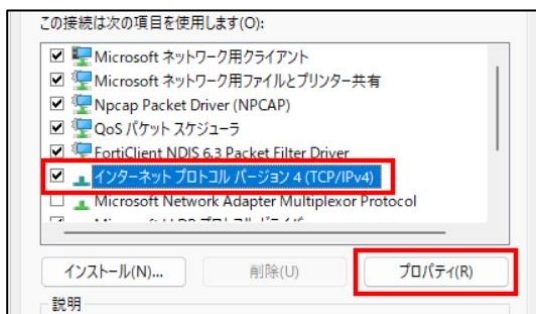 この接続は次の項目を使用します(O):
Microsoft ネットワーク用クライアント
Microsoft ネットワーク用ファイルとプリンター共有
Npcap Packet Driver (NPCAP)
QoS パケット スケジューラ
FortiClient NDIS 6.3 Packet Filter Driver
インターネット プロトコル バージョン 4 (TCP/IPv4)
Microsoft Network Adapter Multiplexor Protocol
インストール(N)... 削除(U) プロパティ(R)
説明